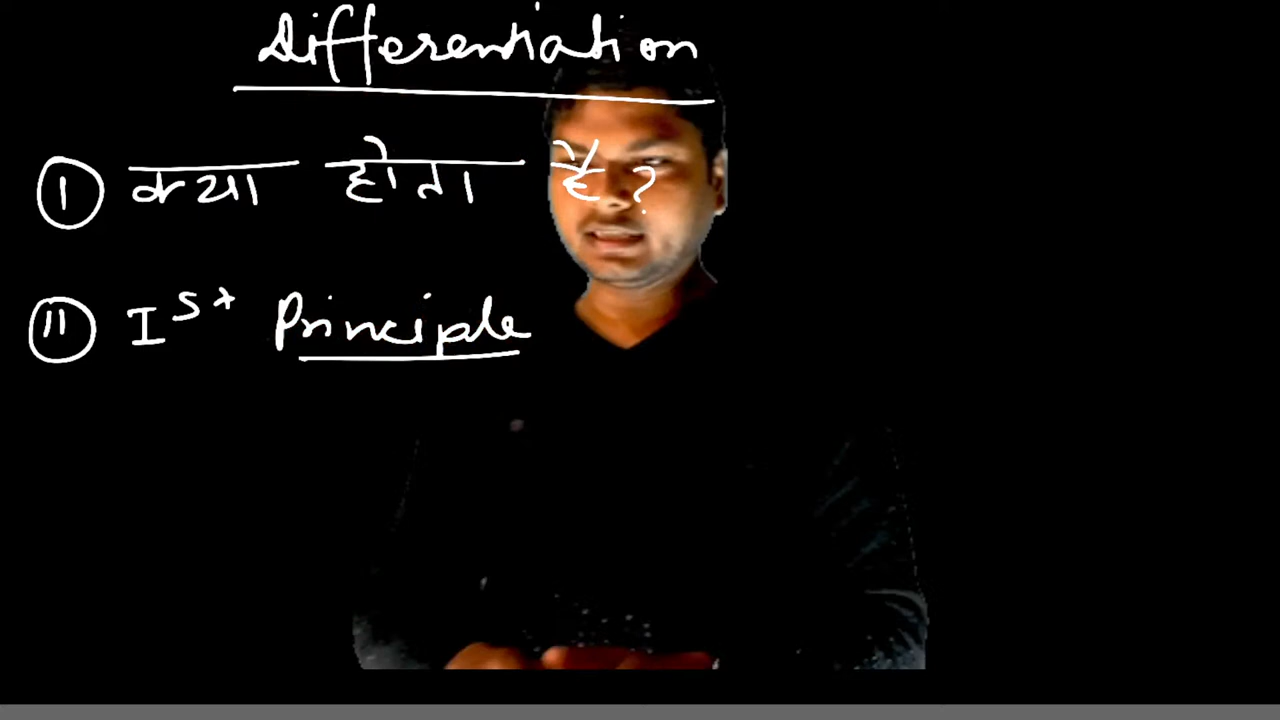 Differentiation
① क्या होता है?
② Ist Principle